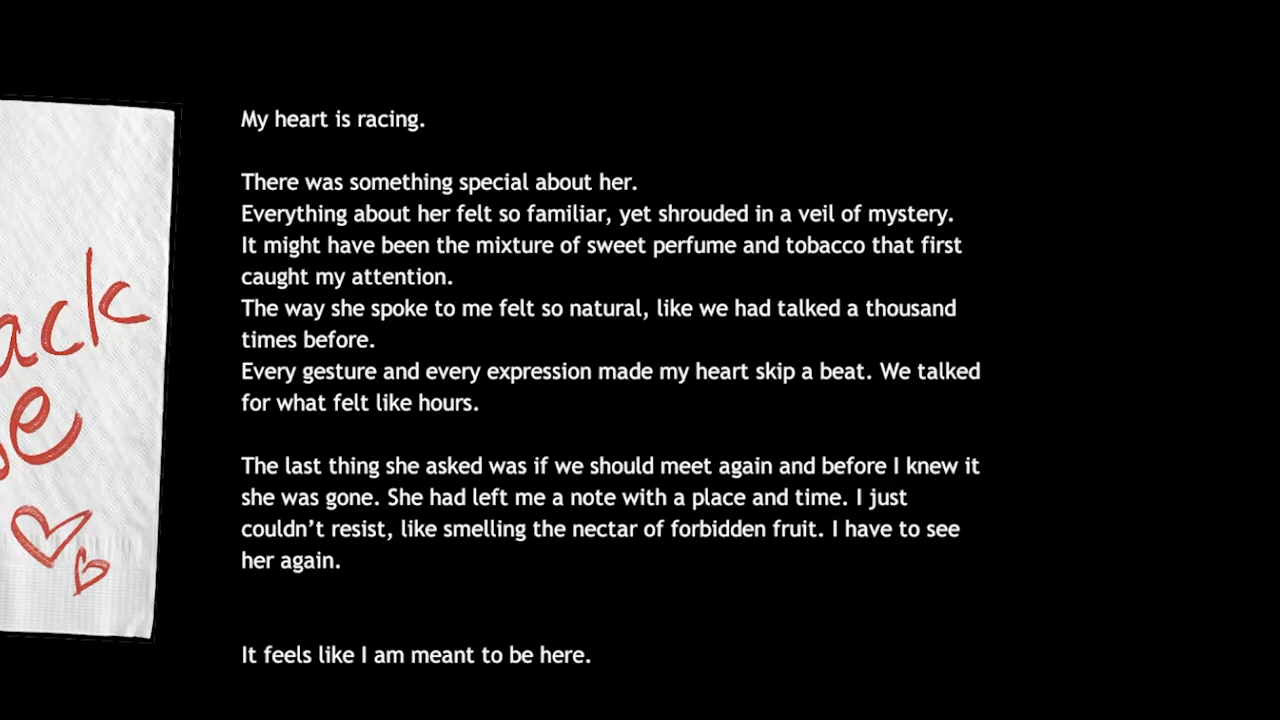 My heart is racing.
There was something special about her.
Everything about her felt so familiar, yet shrouded in a veil of mystery.
It might have been the mixture of sweet perfume and tobacco that first
caught my attention.
The way she spoke to me felt so natural, like we had talked a thousand
times before.
Every gesture and every expression made my heart skip a beat. We talked
for what felt like hours.
The last thing she asked was if we should meet again and before I knew it
she was gone. She had left me a note with a place and time. I just
couldn't resist, like smelling the nectar of forbidden fruit. I have to see
her again.
It feels like I am meant to be here.